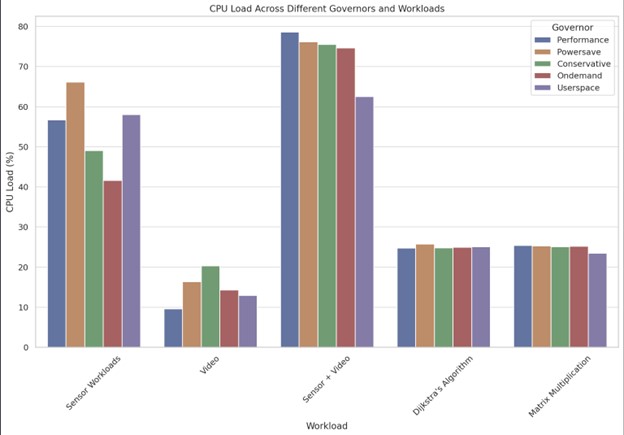 CPU Load Across Different Governors and Workloads
Governor
Performance
Powersave
Conservative
Ondemand
Userspace
CPU Load (%)
80
70
60
50
40
30
20
10
0
Sensor Workloads
Video
Sensor + Video
Dijkstra's Algorithm
Matrix Multiplication
Workload